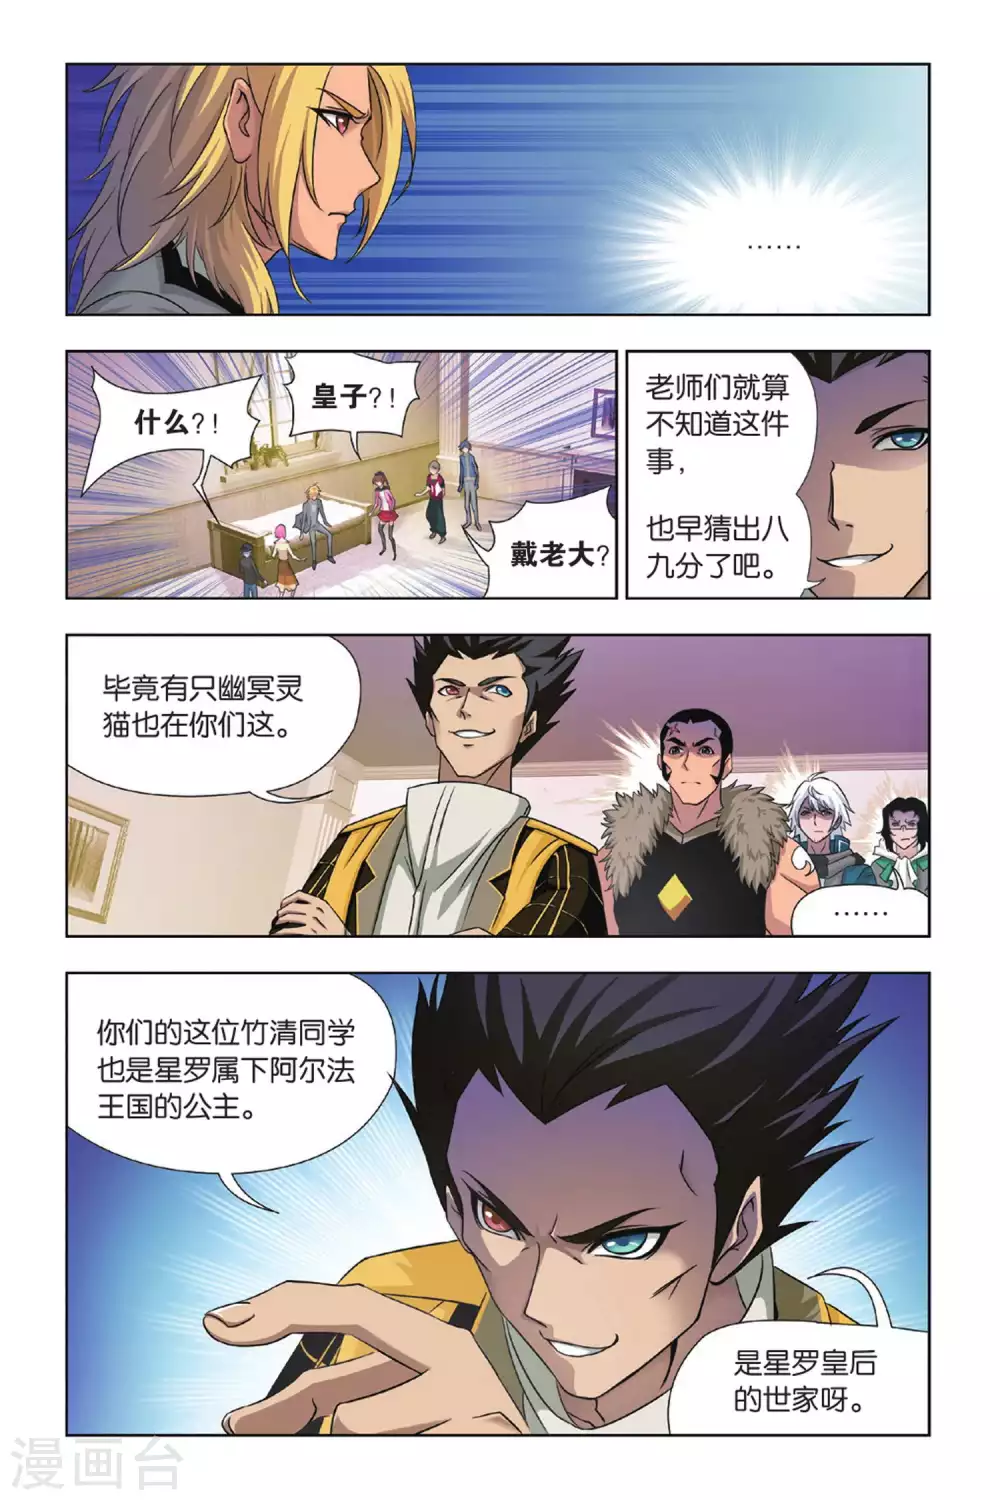 ……
什么?!
皇子?!
戴老大?
老师们就算
不知道这件
事，
也早猜出八
九分了吧。
毕竟有只幽冥灵
猫也在你们这。
……
你们的这位竹清同学
也是星罗属下阿尔法
王国的公主。
是星罗皇后
的世家呀。
漫画台